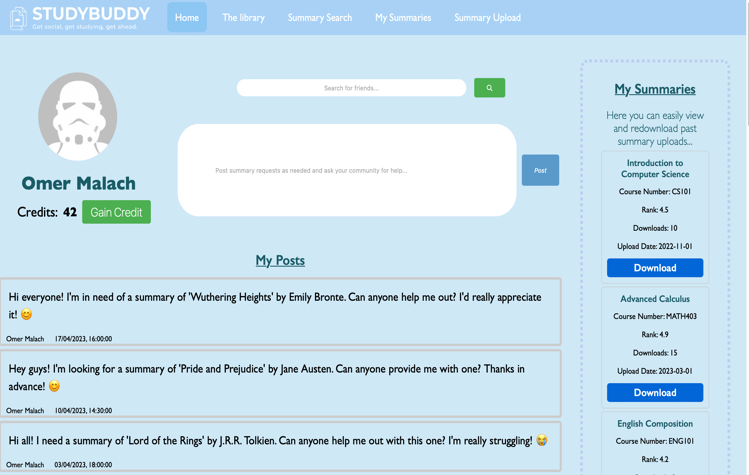 STUDYBUDDY
Get social, get studying, get ahead.
Home
The library
Summary Search
My Summaries
Summary Upload
Search for friends...
Omer Malach
Credits: 42
Gain Credit
Post summary requests as needed and ask your community for help...
Post
My Posts
Hi everyone! I'm in need of a summary of 'Wuthering Heights' by Emily Bronte. Can anyone help me out? I'd really appreciate
it! 😊
Omer Malach 17/04/2023, 16:00:00
Hey guys! I'm looking for a summary of 'Pride and Prejudice' by Jane Austen. Can anyone provide me with one? Thanks in
advance! 😊
Omer Malach 10/04/2023, 14:30:00
Hi all! I need a summary of 'Lord of the Rings' by J.R.R. Tolkien. Can anyone help me out with this one? I'm really struggling! 😭
Omer Malach 03/04/2023, 18:00:00
My Summaries
Here you can easily view
and redownload past
summary uploads...
Introduction to
Computer Science
Course Number: CS101
Rank: 4.5
Downloads: 10
Upload Date: 2022-11-01
Download
Advanced Calculus
Course Number: MATH403
Rank: 4.9
Downloads: 15
Upload Date: 2023-03-01
Download
English Composition
Course Number: ENG101
Rank: 4.2